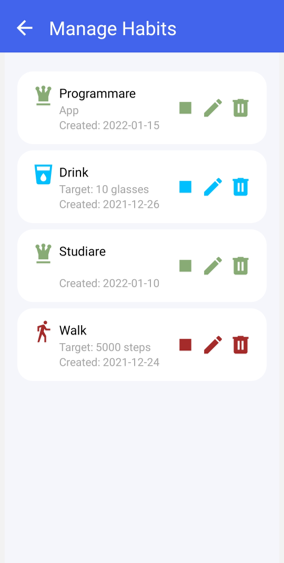 Manage Habits
Programmare
App
Created: 2022-01-15
Drink
Target: 10 glasses
Created: 2021-12-26
Studiare
Created: 2022-01-10
Walk
Target: 5000 steps
Created: 2021-12-24